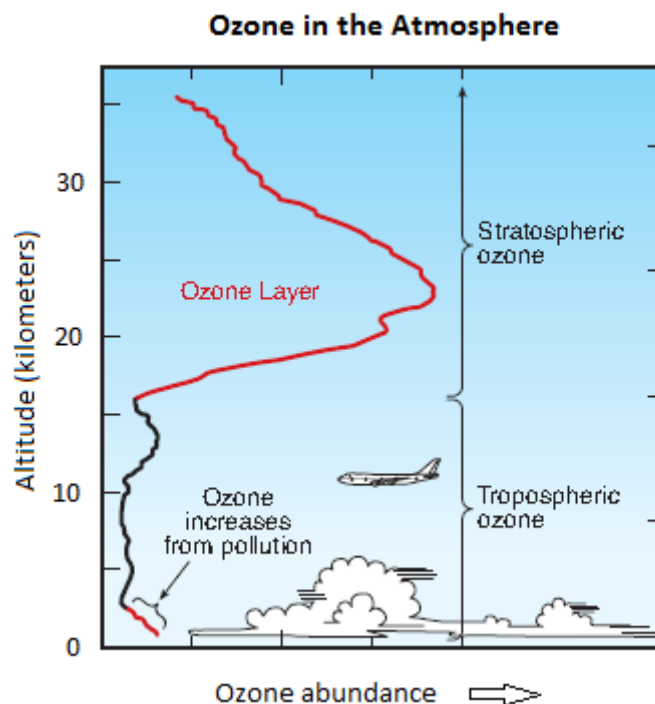 Ozone in the Atmosphere
Altitude (kilometers)
30
20
10
0
Ozone Layer
Stratospheric
ozone
Ozone
increases
from pollution
Tropospheric
ozone
Ozone abundance